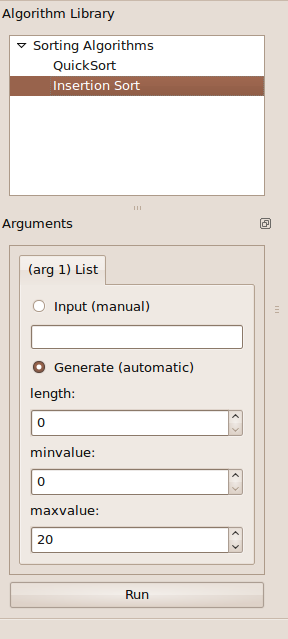 Algorithm Library
Sorting Algorithms
QuickSort
Insertion Sort
Arguments
(arg 1) List
Input (manual)
Generate (automatic)
length:
0
minvalue:
0
maxvalue:
20
Run